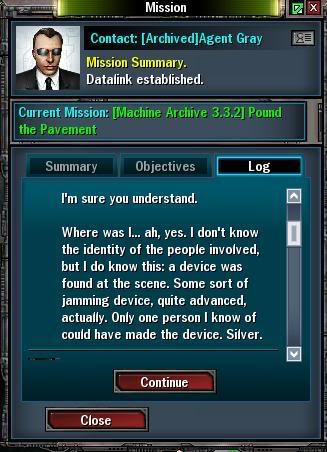 Mission
Contact: [Archived]Agent Gray
Mission Summary.
Datalink established.
Current Mission: [Machine Archive 3.3.2] Pound
the Pavement
Summary
Objectives
Log
I'm sure you understand.
Where was I... ah, yes. I don't know
the identity of the people involved,
but I do know this: a device was
found at the scene. Some sort of
jamming device, quite advanced,
actually. Only one person I know of
could have made the device. Silver.
Continue
Close